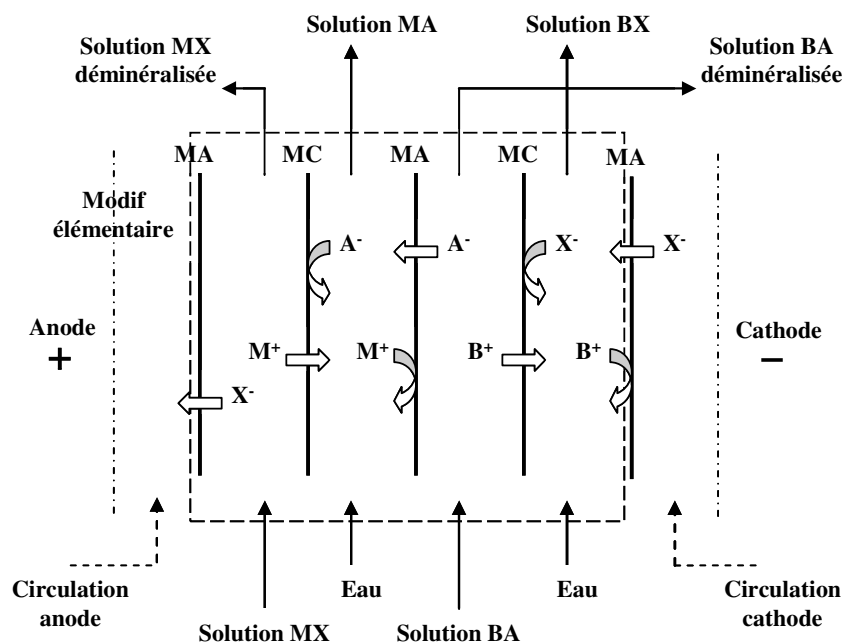 Solution MX
déminéralisée
Solution MA
Solution BX
Solution BA
déminéralisée
MA
MC
MA
MC
MA
Modif
élémentaire
A-
A-
X-
X-
Anode
+
M+
M+
B+
B+
Cathode
−
X-
Circulation
anode
Eau
Eau
Circulation
cathode
Solution MX
Solution BA